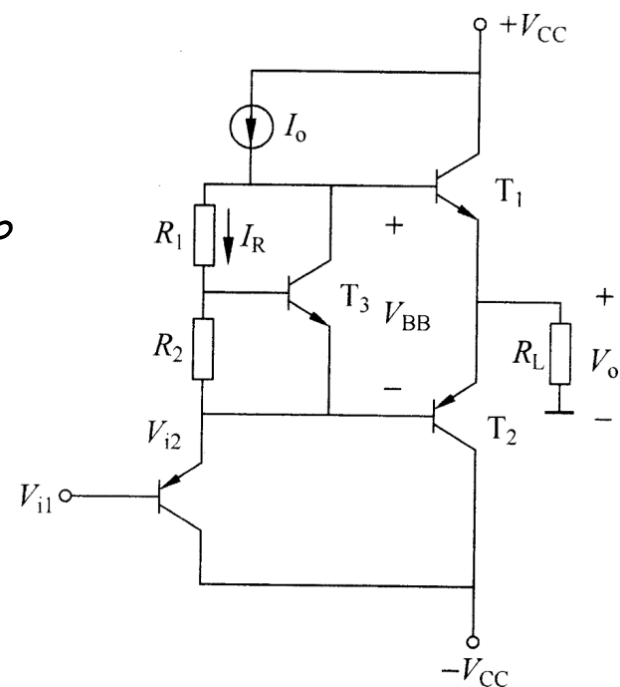 +V_CC
I_o
T_1
R_1
I_R
+
T_3
V_BB
+
R_2
R_L
V_o
−
−
V_i2
T_2
V_i1
−V_CC